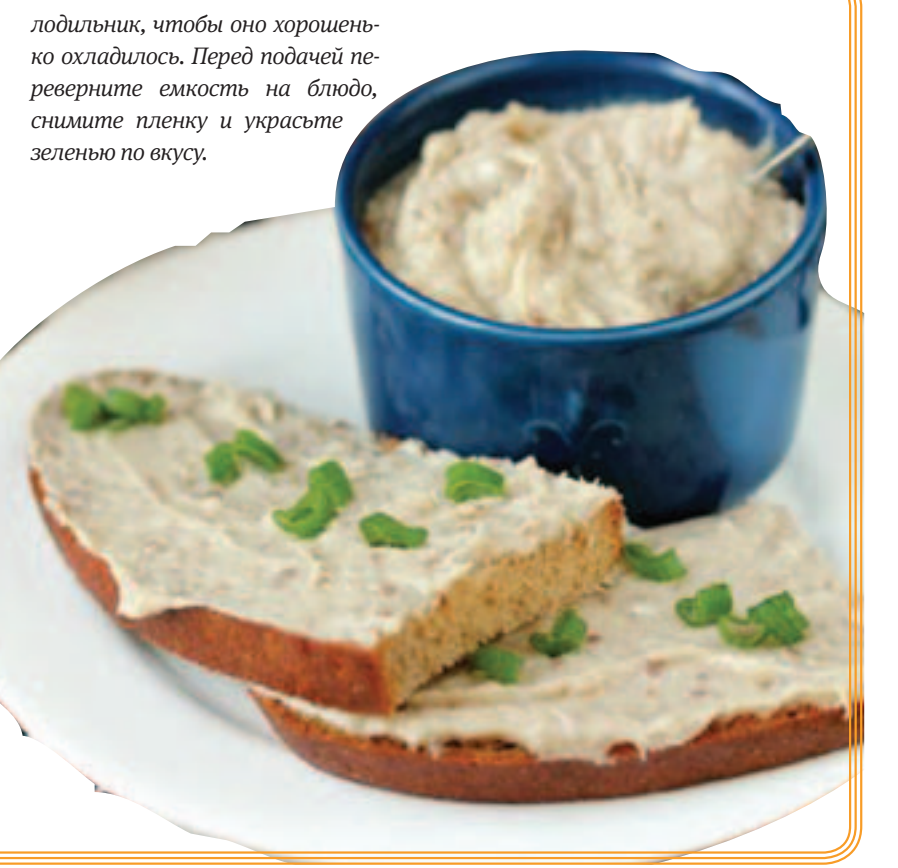 лодильник, чтобы оно хорошень-
ко охладилось. Перед подачей пе-
реверните емкость на блюдо,
снимите пленку и украсьте
зеленью по вкусу.